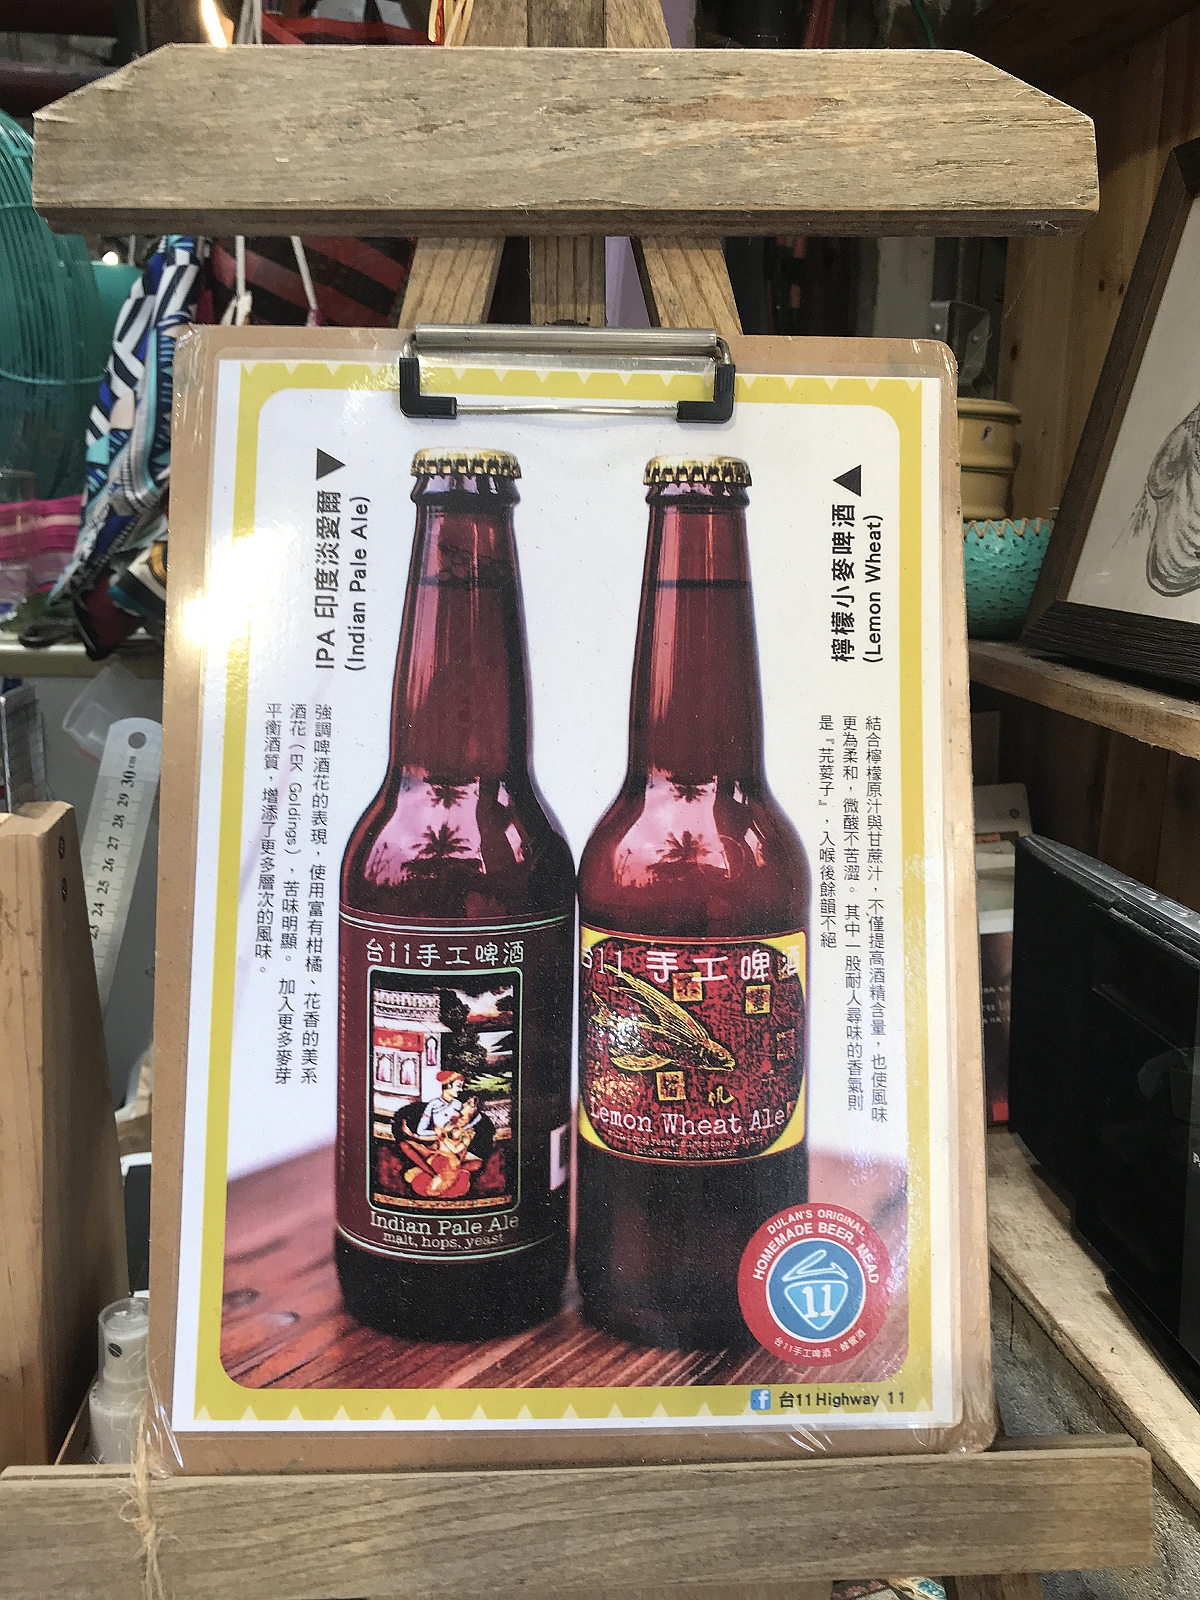 IPA 印度淡愛爾
(Indian Pale Ale)
強調啤酒花的表現，使用富有柑橘、花香的美系
酒花（EK Goldings），苦味明顯。加入更多麥芽
平衡酒質，增添了更多層次的風味。
檸檬小麥啤酒
(Lemon Wheat)
結合檸檬原汁與甘蔗汁，不僅提高酒精含量，也使風味
更為柔和，微酸不苦澀。其中一股耐人尋味的香氣則
是『芫荽子』，入喉後餘韻不絕
台11手工啤酒
Indian Pale Ale
malt, hops, yeast
台11 手工啤酒
Lemon Wheat Ale
juice, coriander seeds
DULAN'S ORIGINAL
HOMEMADE BEER, MEAD
11
台11手工啤酒、蜂蜜酒
f 台11 Highway 11
30 cm
29
28
27
26
25
24
23